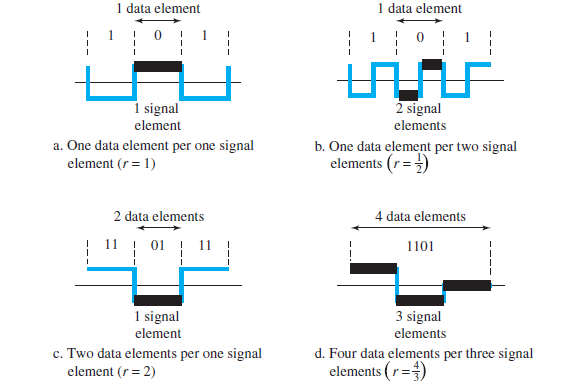 1 data element
1 0 1
1 signal
element
a. One data element per one signal
element (r = 1)
1 data element
1 0 1
2 signal
elements
b. One data element per two signal
elements (r = 1/2)
2 data elements
11 01 11
1 signal
element
c. Two data elements per one signal
element (r = 2)
4 data elements
1101
3 signal
elements
d. Four data elements per three signal
elements (r = 4/3)